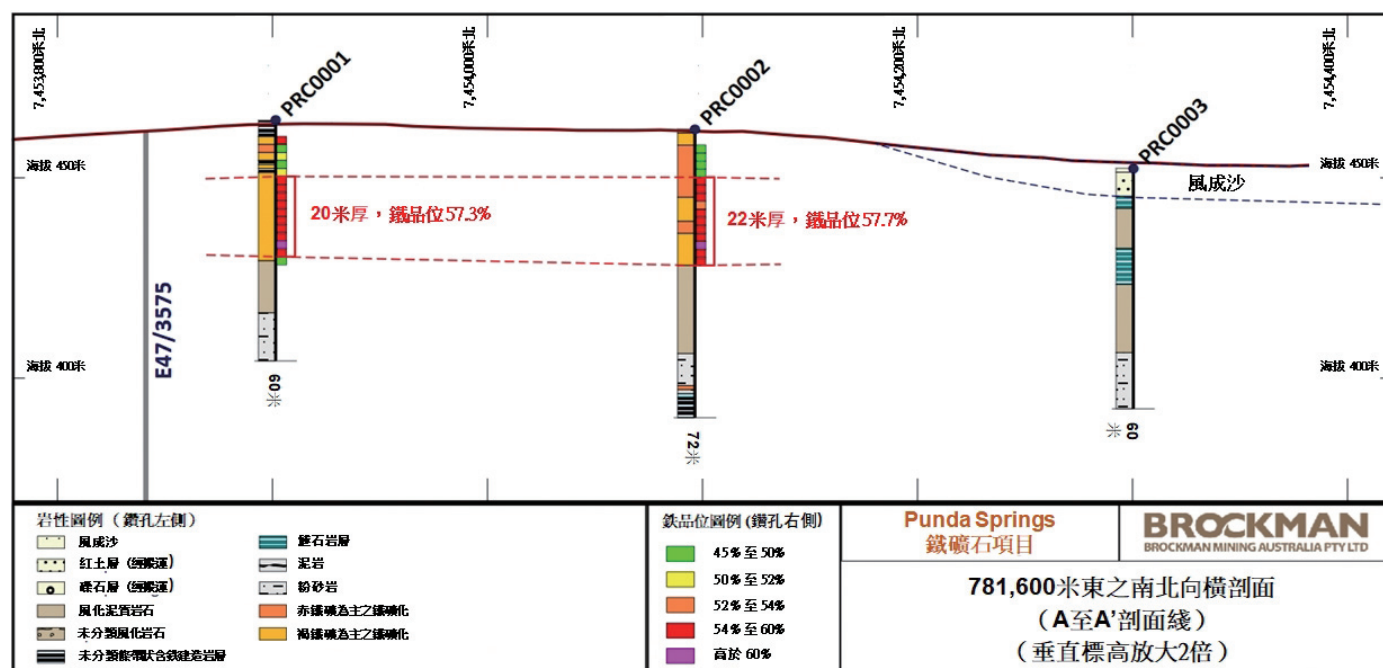 7,453,800米北
7,454,000米北
7,454,200米北
7,454,400米北
PRC0001
PRC0002
PRC0003
海拔 450米
海拔 450米
風成沙
20米厚，鐵品位57.3%
22米厚，鐵品位57.7%
E47/3575
海拔 400米
海拔 400米
60米
72米
60米
岩性圖例（鑽孔左側）
風成沙
紅土層（經搬運）
礫石層（經搬運）
風化泥質岩石
未分類風化岩石
未分類條帶狀含鉄建造岩層
燧石岩層
泥岩
粉砂岩
赤鐵礦為主之鐵礦化
褐鐵礦為主之鐵礦化
鉄品位圖例 (鑽孔右側)
45% 至 50%
50% 至 52%
52% 至 54%
54% 至 60%
高於 60%
Punda Springs
鐵礦石項目
BROCKMAN
BROCKMAN MINING AUSTRALIA PTY LTD
781,600米東之南北向橫剖面
（A至A'剖面綫）
（垂直標高放大2倍）